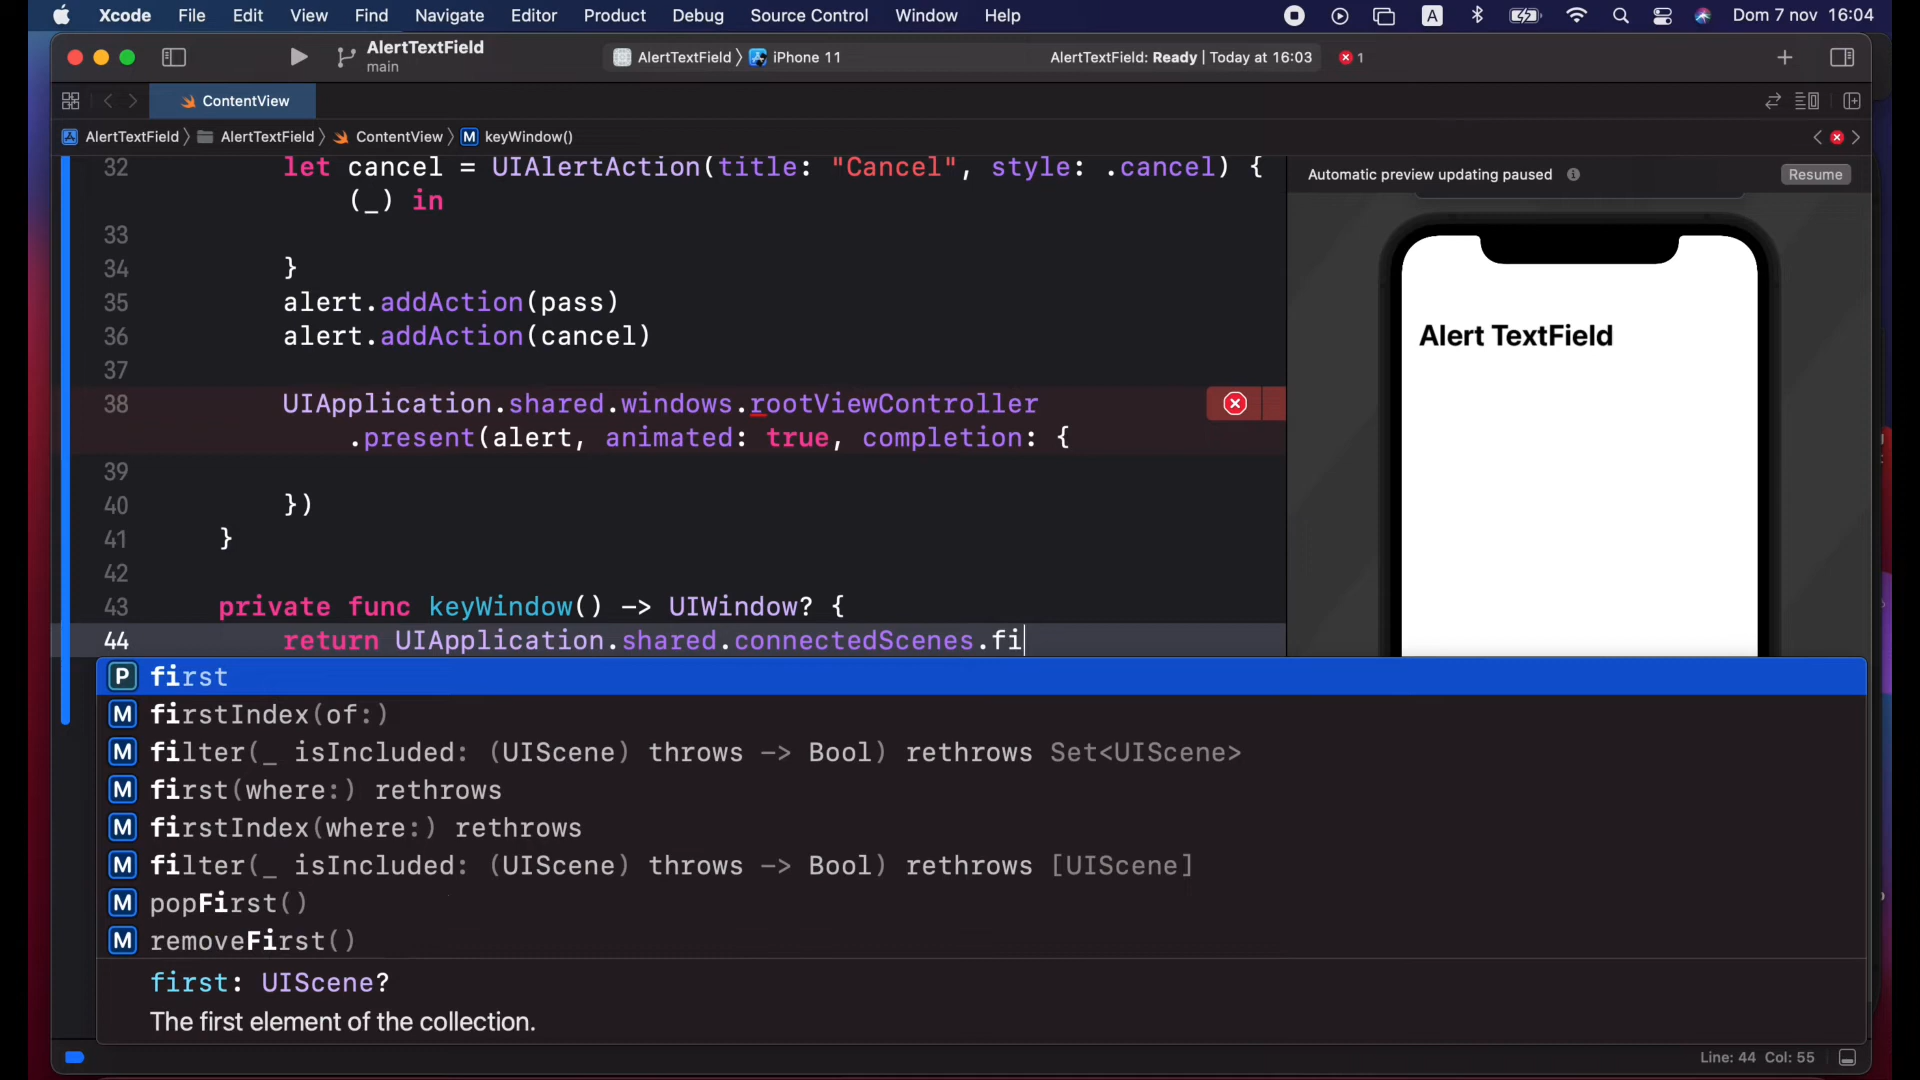 Xcode File Edit View Find Navigate Editor Product Debug Source Control Window Help A Dom 7 nov 16:04
AlertTextField
main
AlertTextField 〉 iPhone 11
AlertTextField: Ready | Today at 16:03
1
ContentView
AlertTextField 〉 AlertTextField 〉 ContentView 〉 M keyWindow()
32 let cancel = UIAlertAction(title: "Cancel", style: .cancel) {
(_) in
33
34 }
35 alert.addAction(pass)
36 alert.addAction(cancel)
37
38 UIApplication.shared.windows.rootViewController
.present(alert, animated: true, completion: {
39
40 })
41 }
42
43 private func keyWindow() -> UIWindow? {
44 return UIApplication.shared.connectedScenes.fi
P first
M firstIndex(of:)
M filter(_ isIncluded: (UIScene) throws -> Bool) rethrows Set<UIScene>
M first(where:) rethrows
M firstIndex(where:) rethrows
M filter(_ isIncluded: (UIScene) throws -> Bool) rethrows [UIScene]
M popFirst()
M removeFirst()
first: UIScene?
The first element of the collection.
Automatic preview updating paused
Resume
Alert TextField
Line: 44 Col: 55